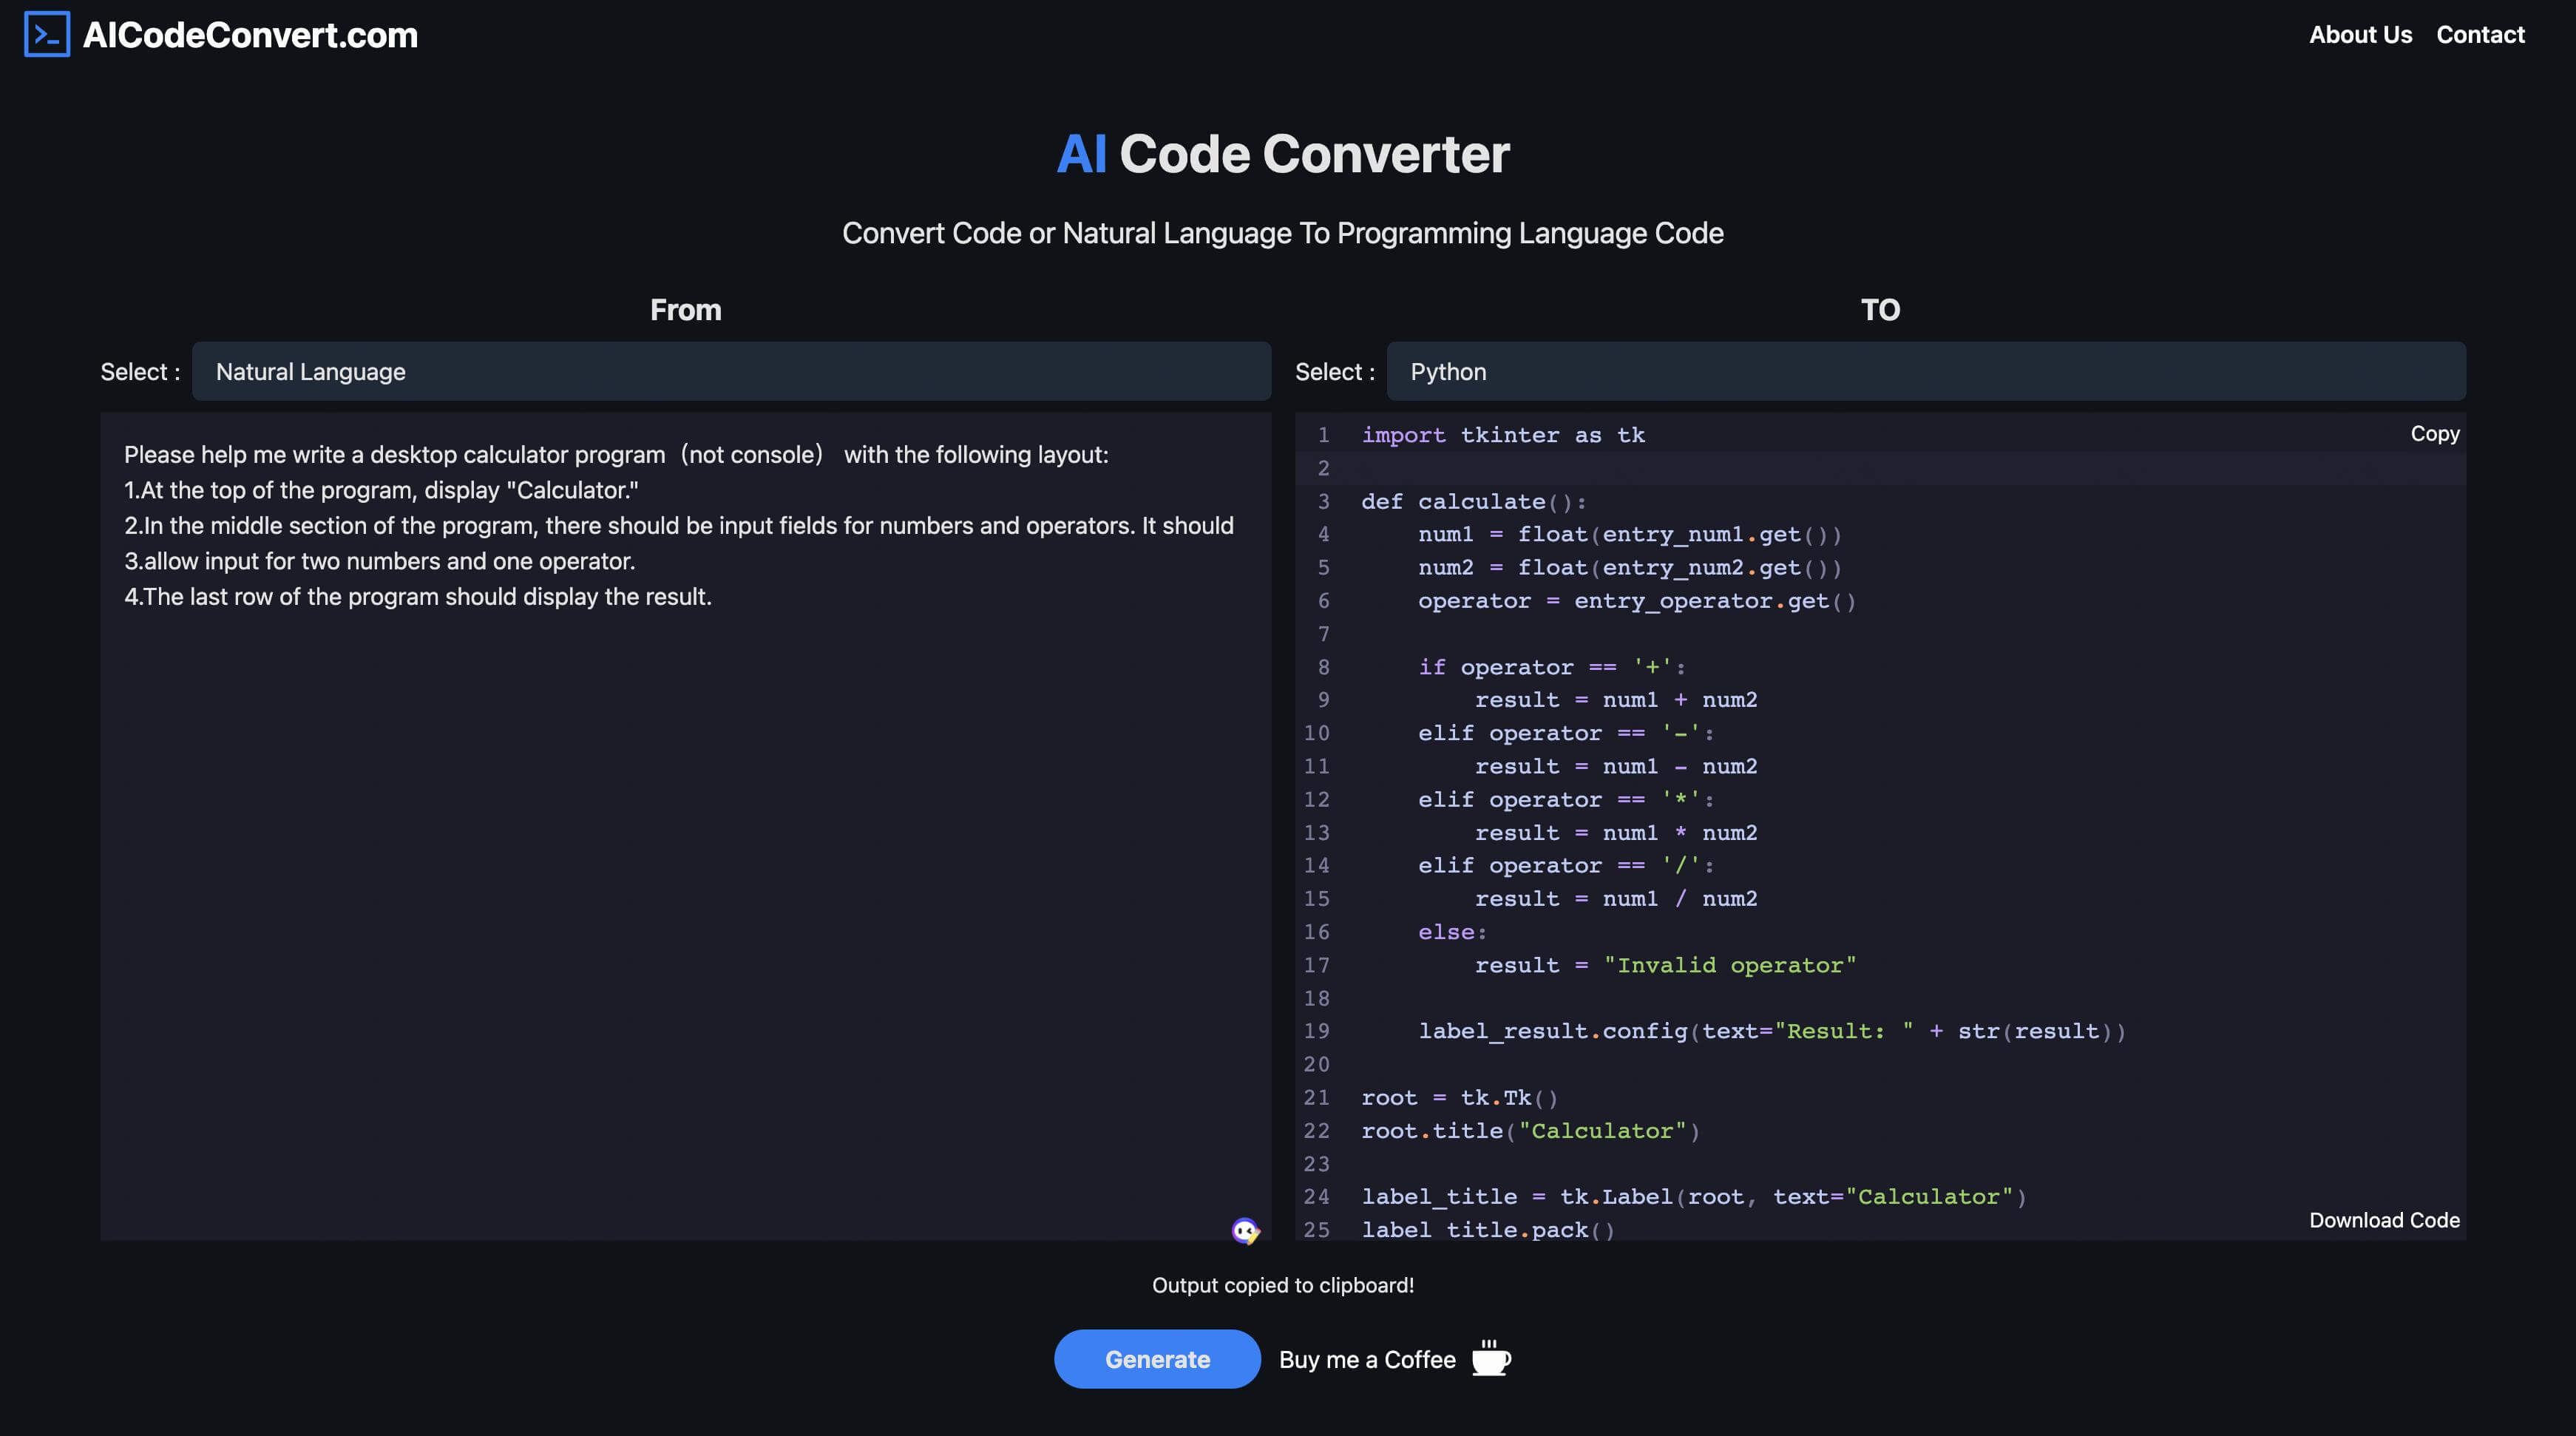 AICodeConvert.com
About Us Contact
AI Code Converter
Convert Code or Natural Language To Programming Language Code
From
Select : Natural Language
Please help me write a desktop calculator program（not console） with the following layout:
1.At the top of the program, display "Calculator."
2.In the middle section of the program, there should be input fields for numbers and operators. It should
3.allow input for two numbers and one operator.
4.The last row of the program should display the result.
TO
Select : Python
Copy
1 import tkinter as tk
2
3 def calculate():
4     num1 = float(entry_num1.get())
5     num2 = float(entry_num2.get())
6     operator = entry_operator.get()
7
8     if operator == '+':
9         result = num1 + num2
10     elif operator == '-':
11         result = num1 - num2
12     elif operator == '*':
13         result = num1 * num2
14     elif operator == '/':
15         result = num1 / num2
16     else:
17         result = "Invalid operator"
18
19     label_result.config(text="Result: " + str(result))
20
21 root = tk.Tk()
22 root.title("Calculator")
23
24 label_title = tk.Label(root, text="Calculator")
25 label_title.pack()
Download Code
Output copied to clipboard!
Generate
Buy me a Coffee